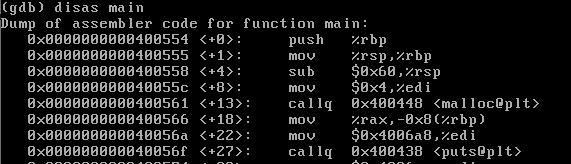 (gdb) disas main
Dump of assembler code for function main:
0x0000000000400554 <+0>: push %rbp
0x0000000000400555 <+1>: mov %rsp,%rbp
0x0000000000400558 <+4>: sub $0x60,%rsp
0x000000000040055c <+8>: mov $0x4,%edi
0x0000000000400561 <+13>: callq 0x400448 <malloc@plt>
0x0000000000400566 <+18>: mov %rax,-0x8(%rbp)
0x000000000040056a <+22>: mov $0x4006a8,%edi
0x000000000040056f <+27>: callq 0x400438 <puts@plt>